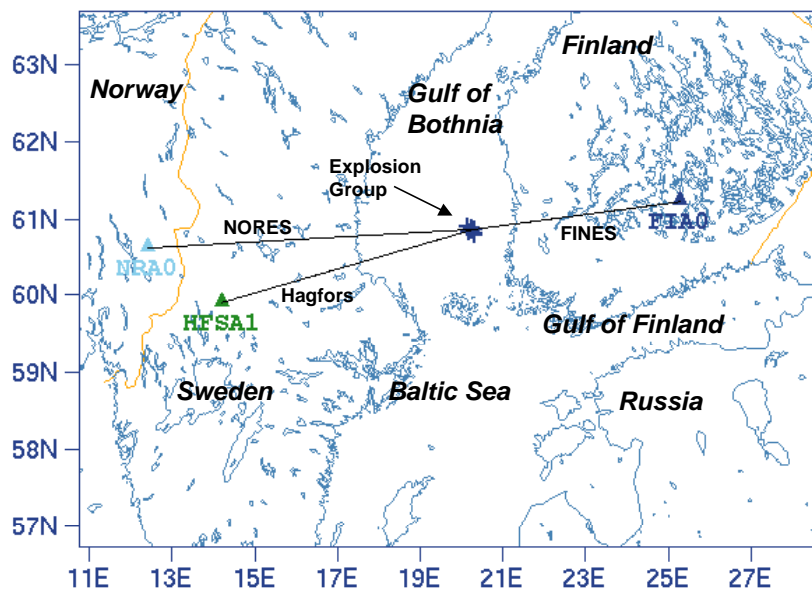 63N
62N
61N
60N
59N
58N
57N
11E
13E
15E
17E
19E
21E
23E
25E
27E
Norway
Finland
Gulf of
Bothnia
Explosion
Group
NORES
FINES
FIA0
NRA0
Hagfors
HFSA1
Gulf of Finland
Sweden
Baltic Sea
Russia